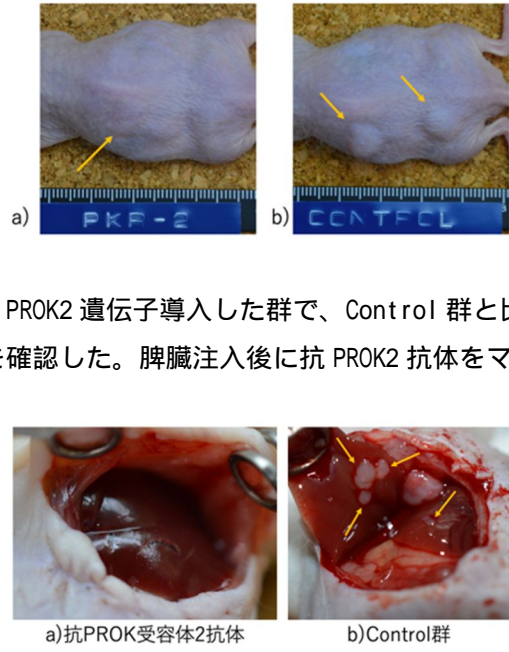 a) PKR-2
b) CONTROL
PROK2 遺伝子導入した群で、Control 群と比
を確認した。脾臓注入後に抗 PROK2 抗体をマ
a)抗PROK受容体2抗体
b)Control群